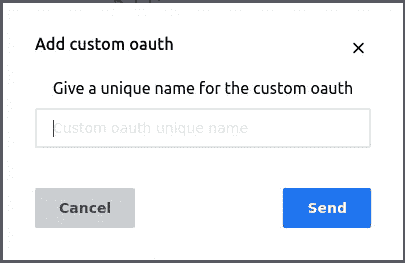 Add custom oauth
Give a unique name for the custom oauth
Custom oauth unique name
Cancel
Send